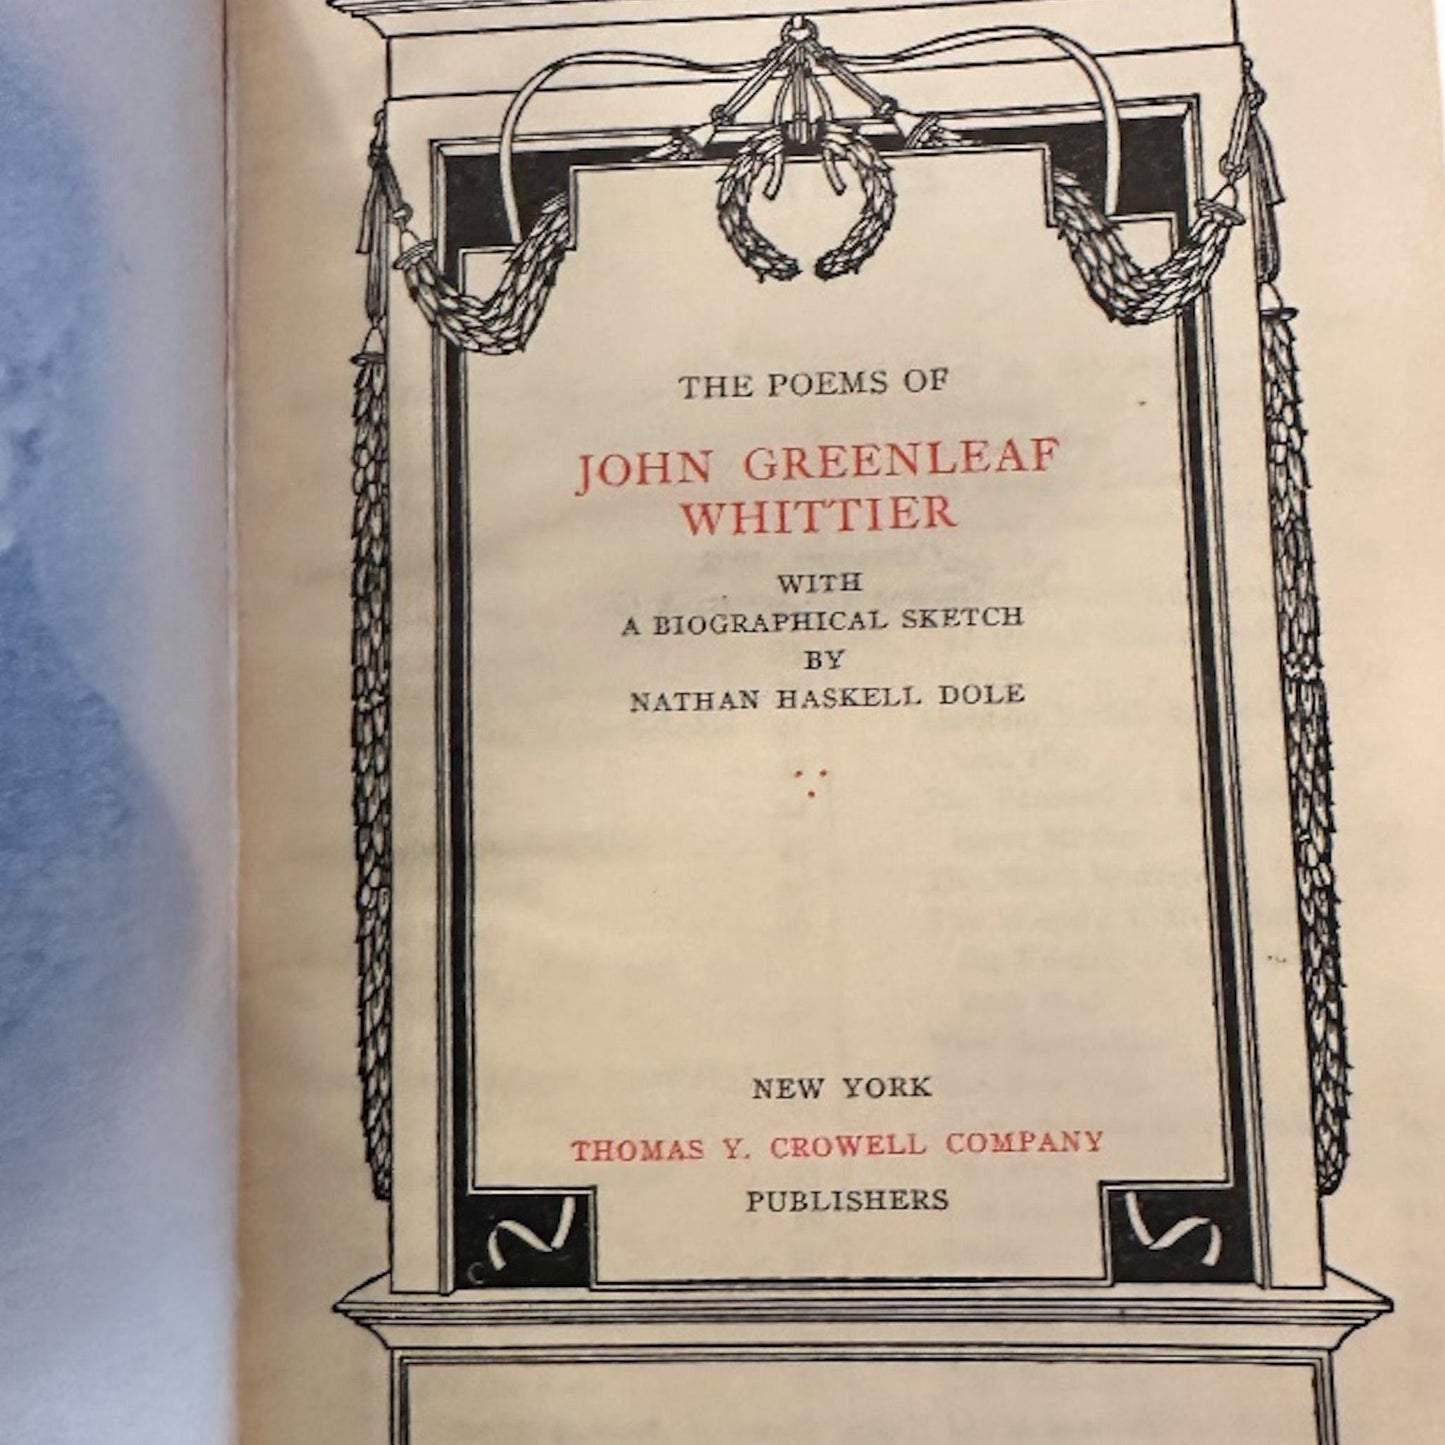 THE POEMS OF
JOHN GREENLEAF
WHITTIER
WITH
A BIOGRAPHICAL SKETCH
BY
NATHAN HASKELL DOLE
NEW YORK
THOMAS Y. CROWELL COMPANY
PUBLISHERS